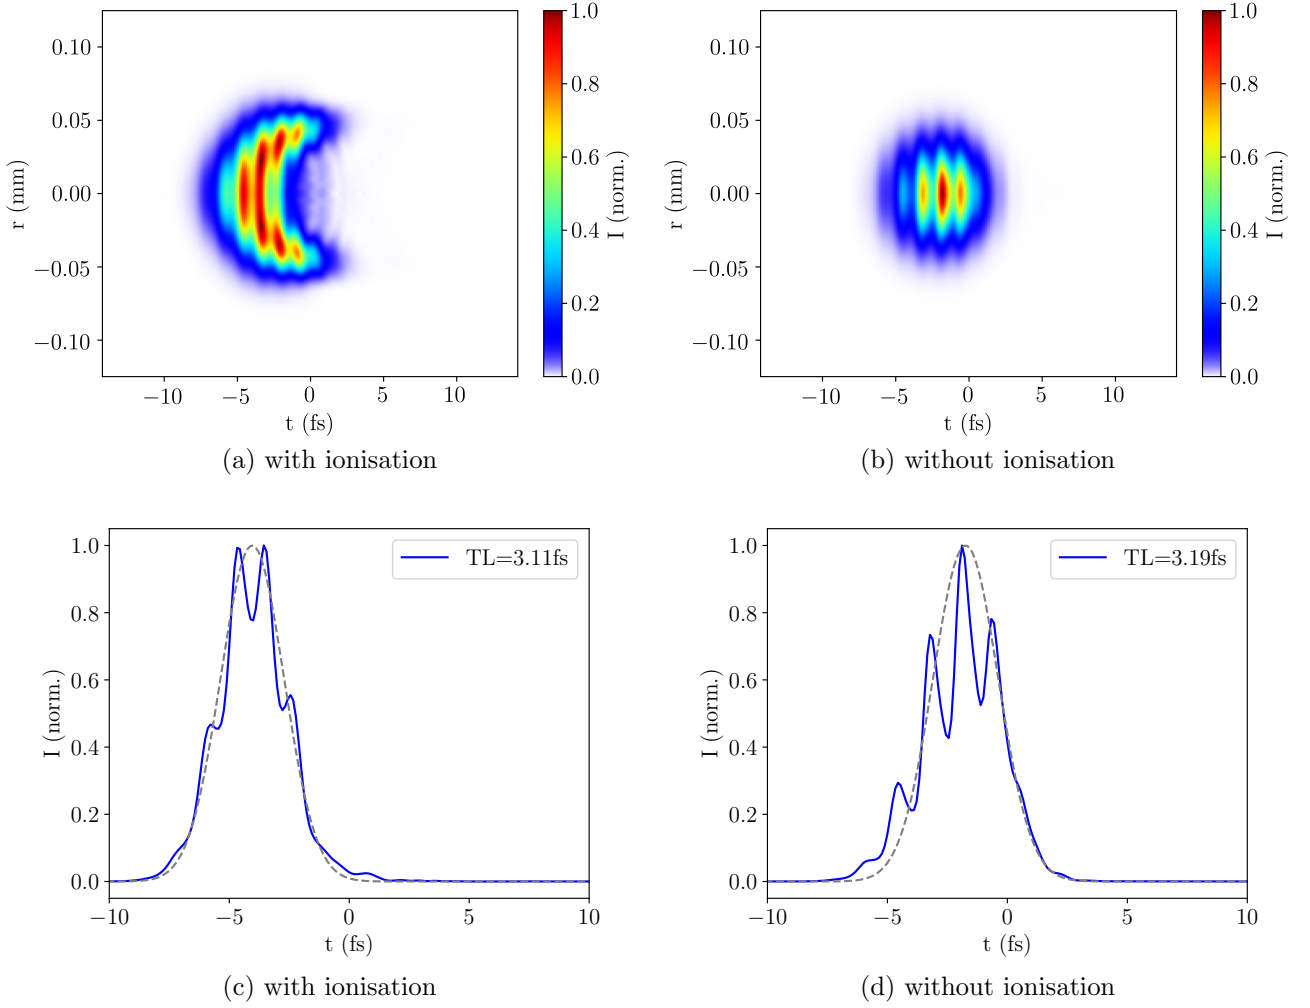 0.10
0.05
0.00
−0.05
−0.10
r (mm)
−10 −5 0 5 10
t (fs)
1.0
0.8
0.6
0.4
0.2
0.0
I (norm.)
(a) with ionisation
0.10
0.05
0.00
−0.05
−0.10
r (mm)
−10 −5 0 5 10
t (fs)
1.0
0.8
0.6
0.4
0.2
0.0
I (norm.)
(b) without ionisation
1.0
0.8
0.6
0.4
0.2
0.0
I (norm.)
TL=3.11fs
−10 −5 0 5 10
t (fs)
(c) with ionisation
1.0
0.8
0.6
0.4
0.2
0.0
I (norm.)
TL=3.19fs
−10 −5 0 5 10
t (fs)
(d) without ionisation